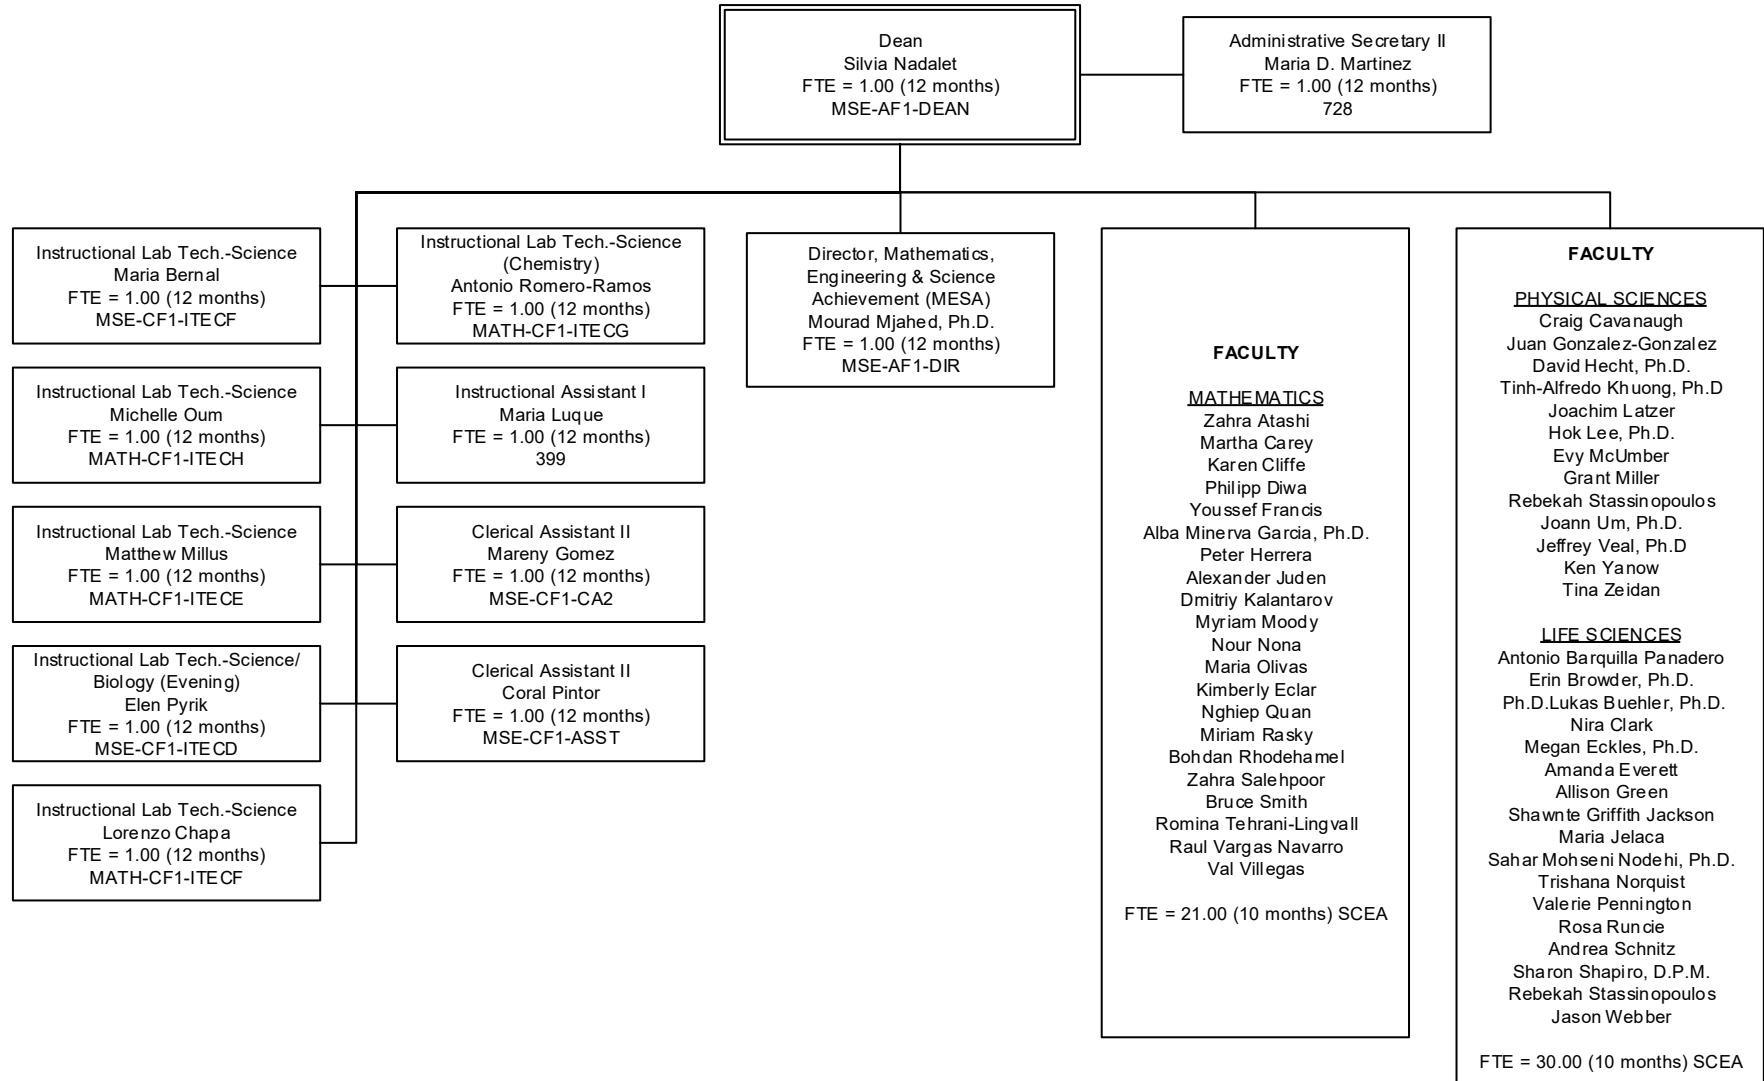 Dean
Silvia Nadalet
FTE = 1.00 (12 months)
MSE-AF1-DEAN
Administrative Secretary II
Maria D. Martinez
FTE = 1.00 (12 months)
728
Instructional Lab Tech.-Science
Maria Bernal
FTE = 1.00 (12 months)
MSE-CF1-ITECF
Instructional Lab Tech.-Science
(Chemistry)
Antonio Romero-Ramos
FTE = 1.00 (12 months)
MATH-CF1-ITECG
Instructional Lab Tech.-Science
Michelle Oum
FTE = 1.00 (12 months)
MATH-CF1-ITECH
Instructional Assistant I
Maria Luque
FTE = 1.00 (12 months)
399
Instructional Lab Tech.-Science
Matthew Millus
FTE = 1.00 (12 months)
MATH-CF1-ITECE
Clerical Assistant II
Mareny Gomez
FTE = 1.00 (12 months)
MSE-CF1-CA2
Instructional Lab Tech.-Science/
Biology (Evening)
Elen Pyrik
FTE = 1.00 (12 months)
MSE-CF1-ITECD
Clerical Assistant II
Coral Pintor
FTE = 1.00 (12 months)
MSE-CF1-ASST
Instructional Lab Tech.-Science
Lorenzo Chapa
FTE = 1.00 (12 months)
MATH-CF1-ITECF
Director, Mathematics,
Engineering & Science
Achievement (MESA)
Mourad Mjahed, Ph.D.
FTE = 1.00 (12 months)
MSE-AF1-DIR
FACULTY
MATHEMATICS
Zahra Atashi
Martha Carey
Karen Cliffe
Philipp Diwa
Youssef Francis
Alba Minerva Garcia, Ph.D.
Peter Herrera
Alexander Juden
Dmitriy Kalantarov
Myriam Moody
Nour Nona
Maria Olivas
Kimberly Eclar
Nghiep Quan
Miriam Rasky
Bohdan Rhodehamel
Zahra Salehpoor
Bruce Smith
Romina Tehrani-Lingvall
Raul Vargas Navarro
Val Villegas
FTE = 21.00 (10 months) SCEA
FACULTY
PHYSICAL SCIENCES
Craig Cavanaugh
Juan Gonzalez-Gonzalez
David Hecht, Ph.D.
Tinh-Alfredo Khuong, Ph.D
Joachim Latzer
Hok Lee, Ph.D.
Evy McUmber
Grant Miller
Rebekah Stassinopoulos
Joann Um, Ph.D.
Jeffrey Veal, Ph.D
Ken Yanow
Tina Zeidan
LIFE SCIENCES
Antonio Barquilla Panadero
Erin Browder, Ph.D.
Ph.D.Lukas Buehler, Ph.D.
Nira Clark
Megan Eckles, Ph.D.
Amanda Everett
Allison Green
Shawnte Griffith Jackson
Maria Jelaca
Sahar Mohseni Nodehi, Ph.D.
Trishana Norquist
Valerie Pennington
Rosa Runcie
Andrea Schnitz
Sharon Shapiro, D.P.M.
Rebekah Stassinopoulos
Jason Webber
FTE = 30.00 (10 months) SCEA